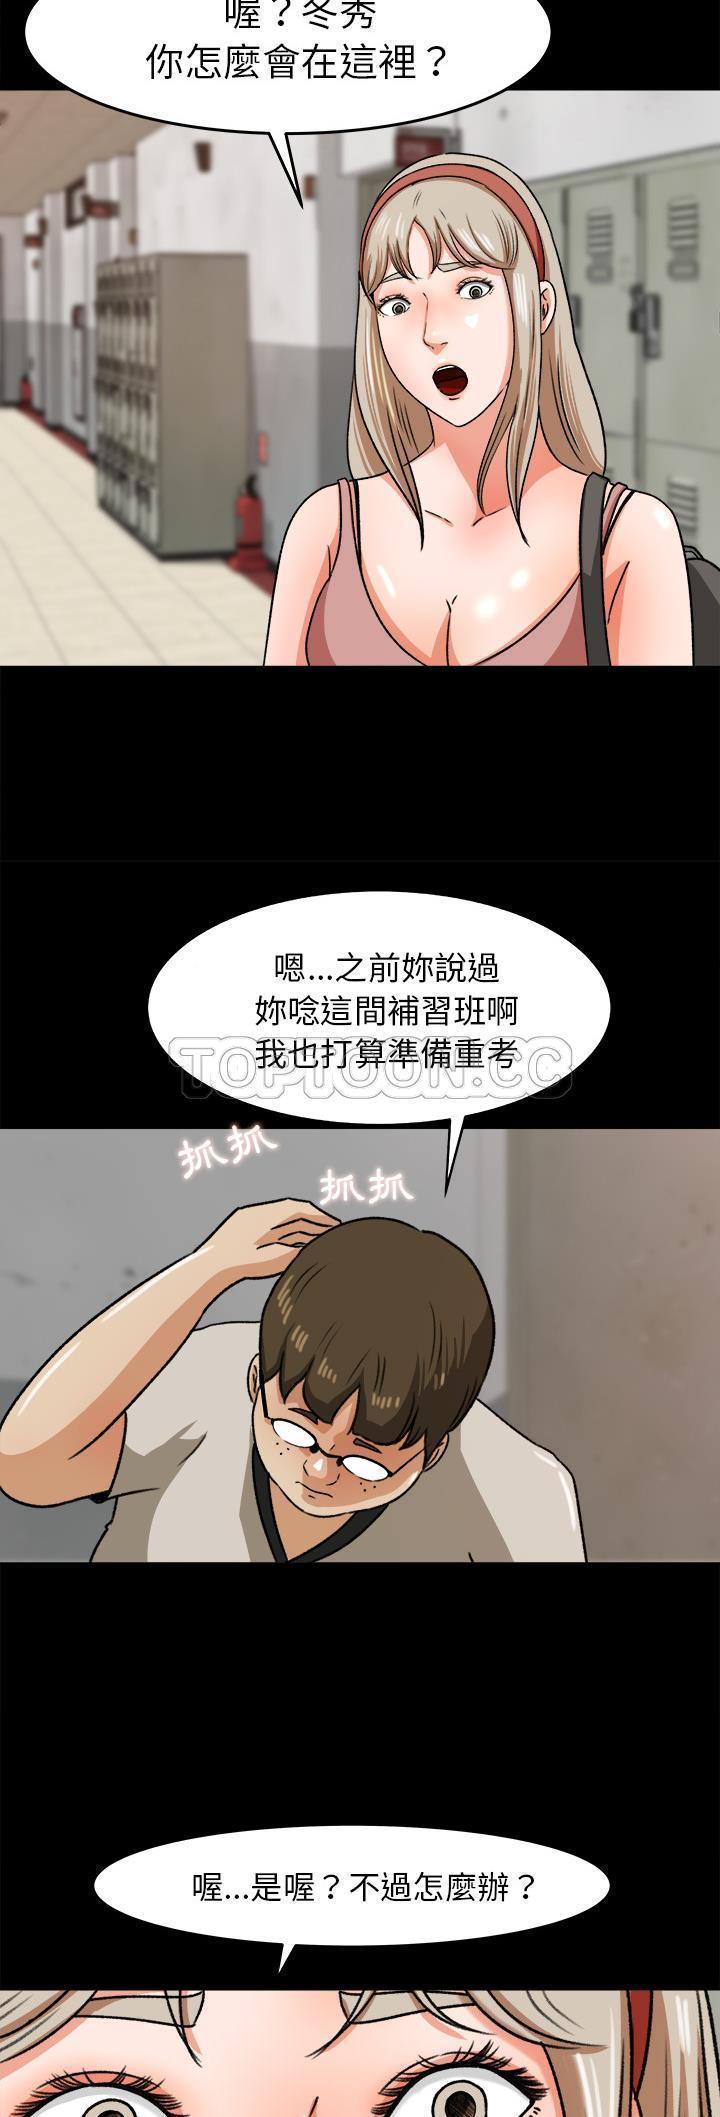 喔？冬秀
你怎麼會在這裡？
嗯...之前妳說過
妳唸這間補習班啊
我也打算準備重考
TOPTOON.CC
抓抓
抓抓
喔...是喔？不過怎麼辦？